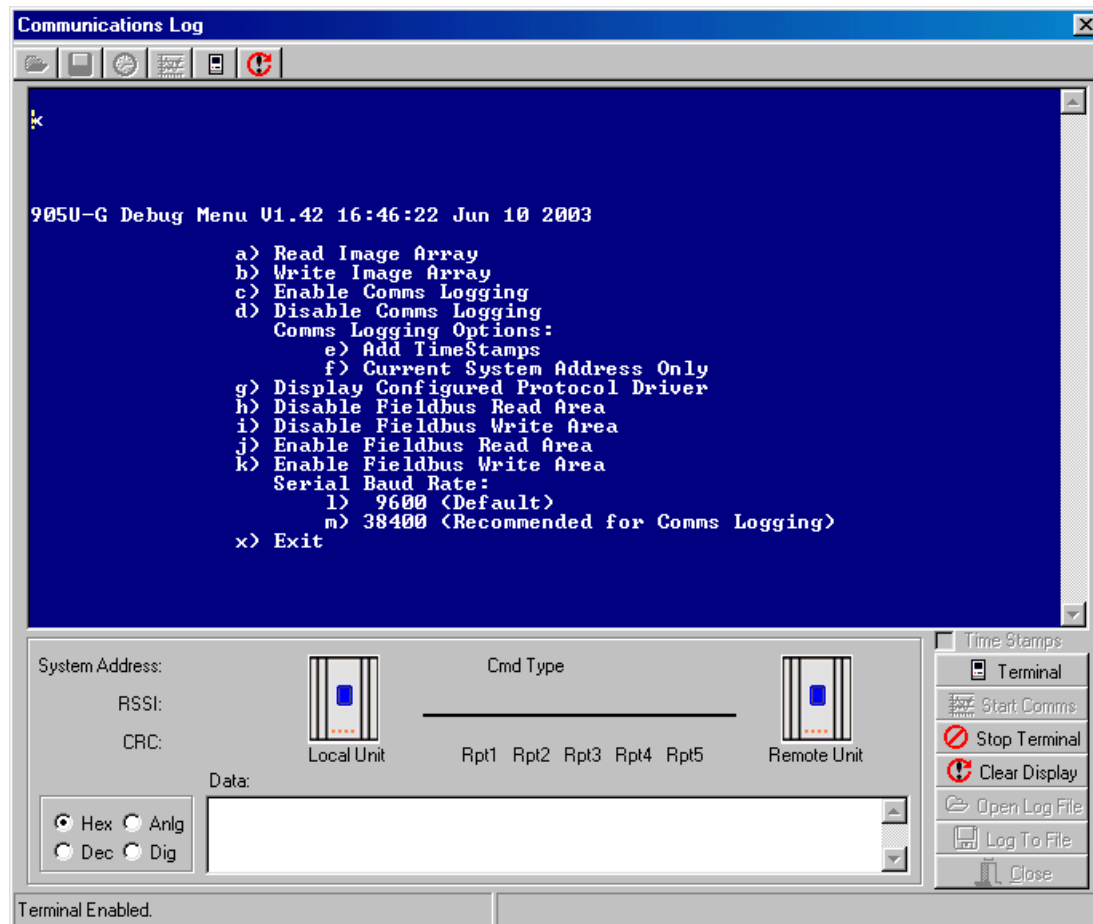 Communications Log
k
905U-G Debug Menu V1.42 16:46:22 Jun 10 2003
a) Read Image Array
b) Write Image Array
c) Enable Comms Logging
d) Disable Comms Logging
Comms Logging Options:
e) Add TimeStamps
f) Current System Address Only
g) Display Configured Protocol Driver
h) Disable Fieldbus Read Area
i) Disable Fieldbus Write Area
j) Enable Fieldbus Read Area
k) Enable Fieldbus Write Area
Serial Baud Rate:
l) 9600 (Default)
m) 38400 (Recommended for Comms Logging)
x) Exit
Time Stamps
System Address:
Cmd Type
Terminal
RSSI:
Start Comms
CRC:
Stop Terminal
Local Unit
Rpt1 Rpt2 Rpt3 Rpt4 Rpt5
Remote Unit
Clear Display
Data:
Open Log File
Hex Anlg
Log To File
Dec Dig
Close
Terminal Enabled.